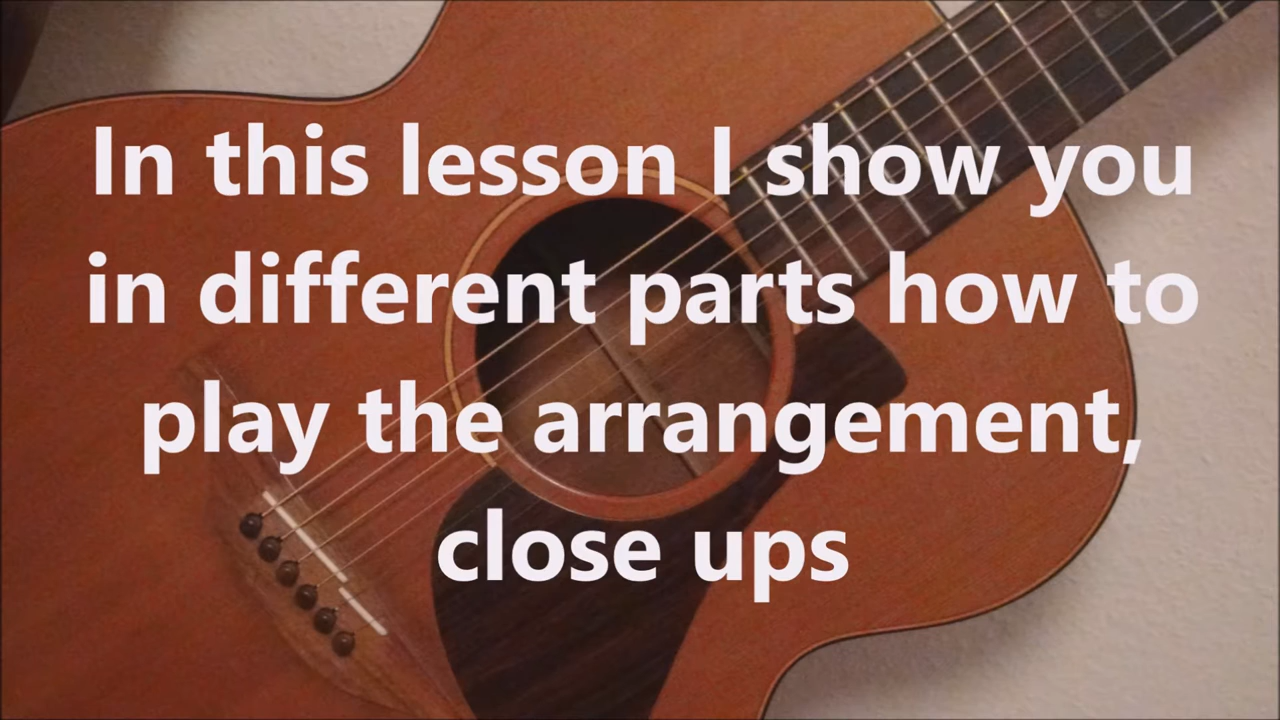 In this lesson I show you
in different parts how to
play the arrangement,
close ups